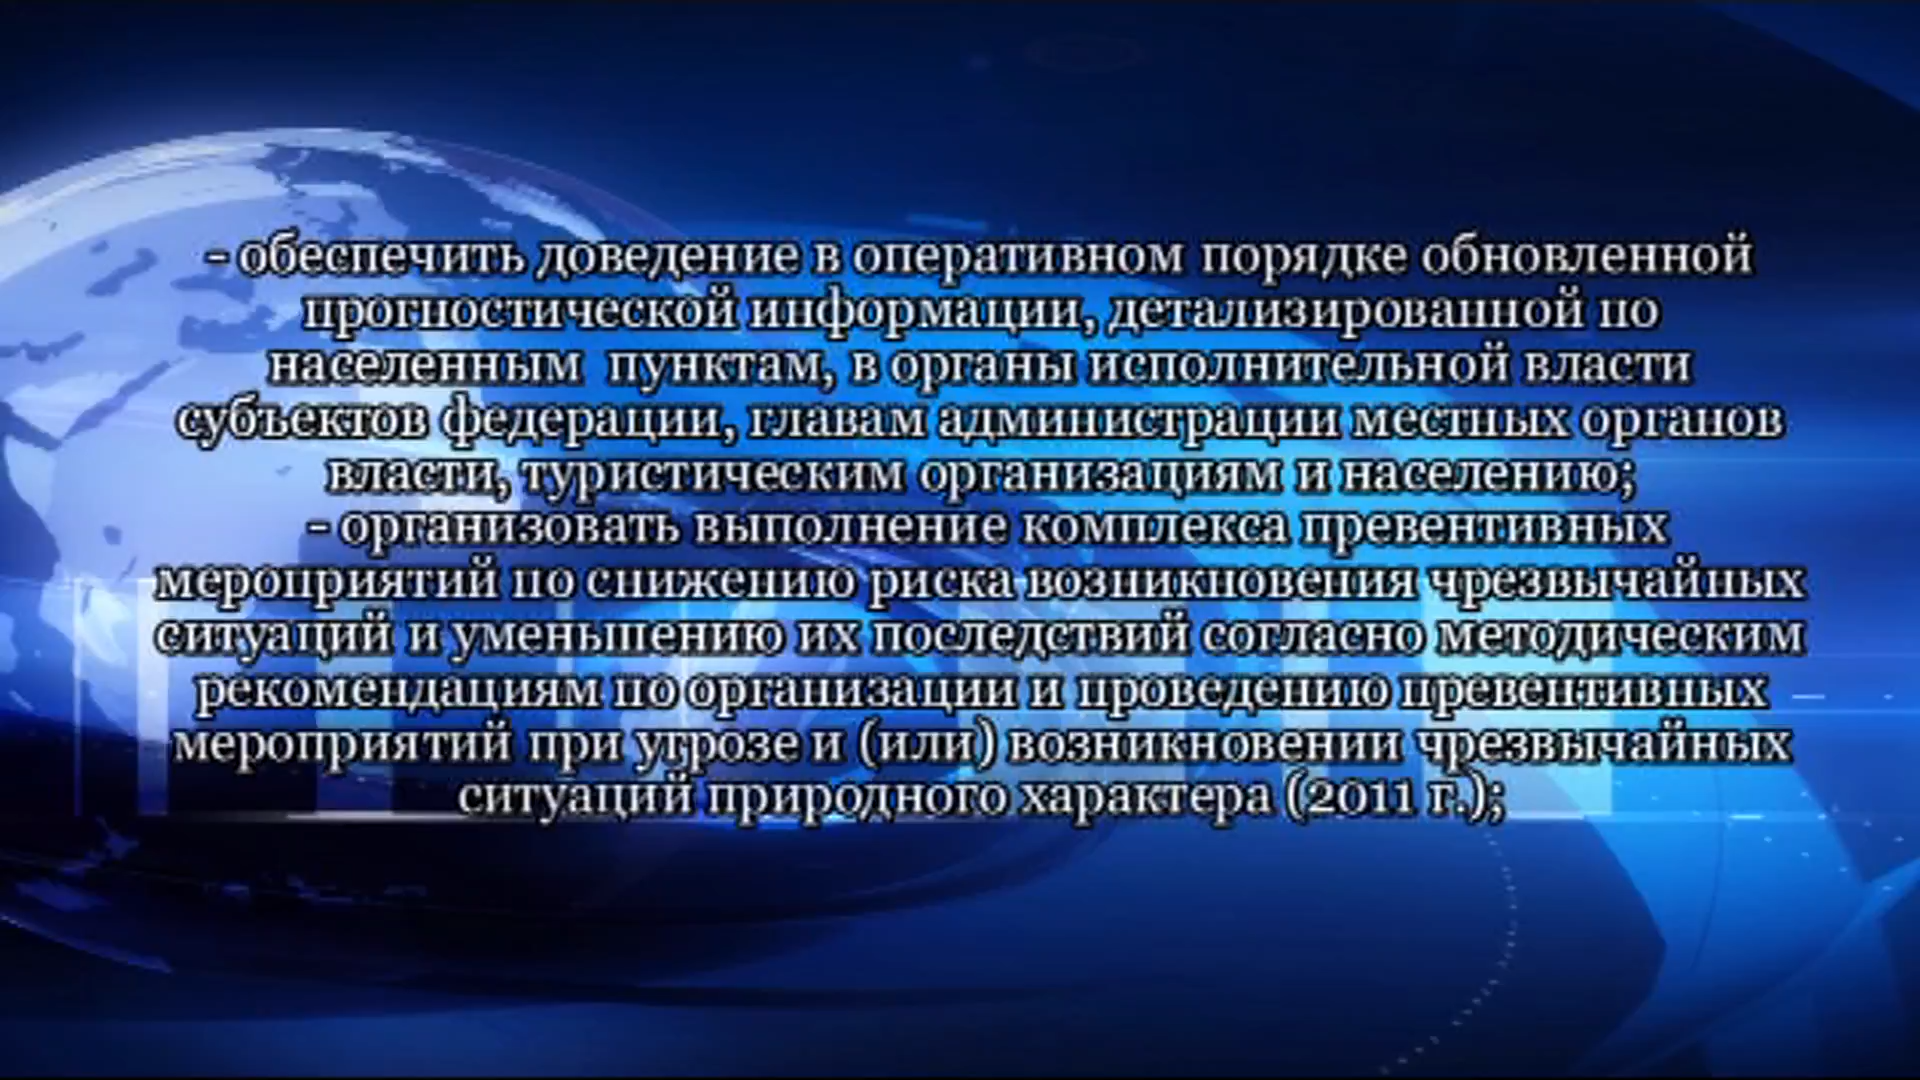 - обеспечить доведение в оперативном порядке обновленной
прогностической информации, детализированной по
населенным пунктам, в органы исполнительной власти
субъектов федерации, главам администрации местных органов
власти, туристическим организациям и населению;
- организовать выполнение комплекса превентивных
мероприятий по снижению риска возникновения чрезвычайных
ситуаций и уменьшению их последствий согласно методическим
рекомендациям по организации и проведению превентивных
мероприятий при угрозе и (или) возникновении чрезвычайных
ситуаций природного характера (2011 г.);